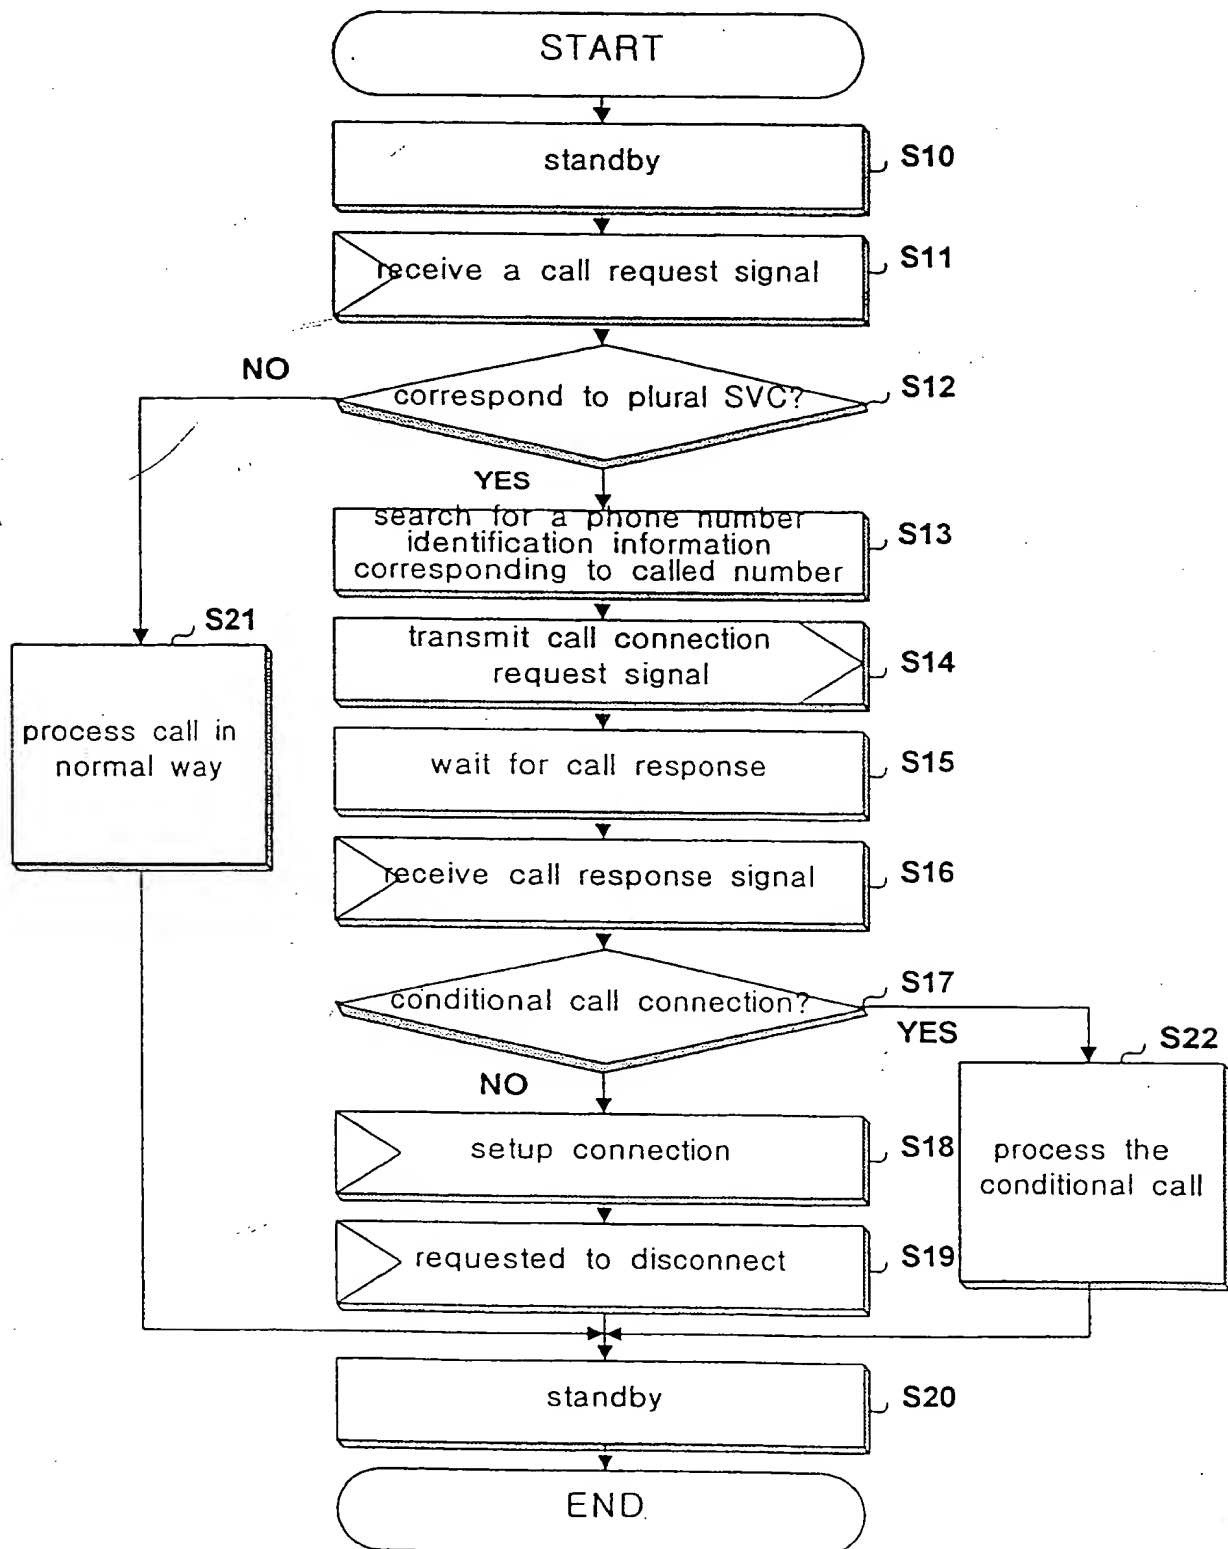 START
standby
S10
receive a call request signal
S11
NO
correspond to plural SVC?
S12
YES
search for a phone number
identification information
corresponding to called number
S13
S21
process call in
normal way
transmit call connection
request signal
S14
wait for call response
S15
receive call response signal
S16
conditional call connection?
S17
YES
NO
S22
process the
conditional call
setup connection
S18
requested to disconnect
S19
standby
S20
END